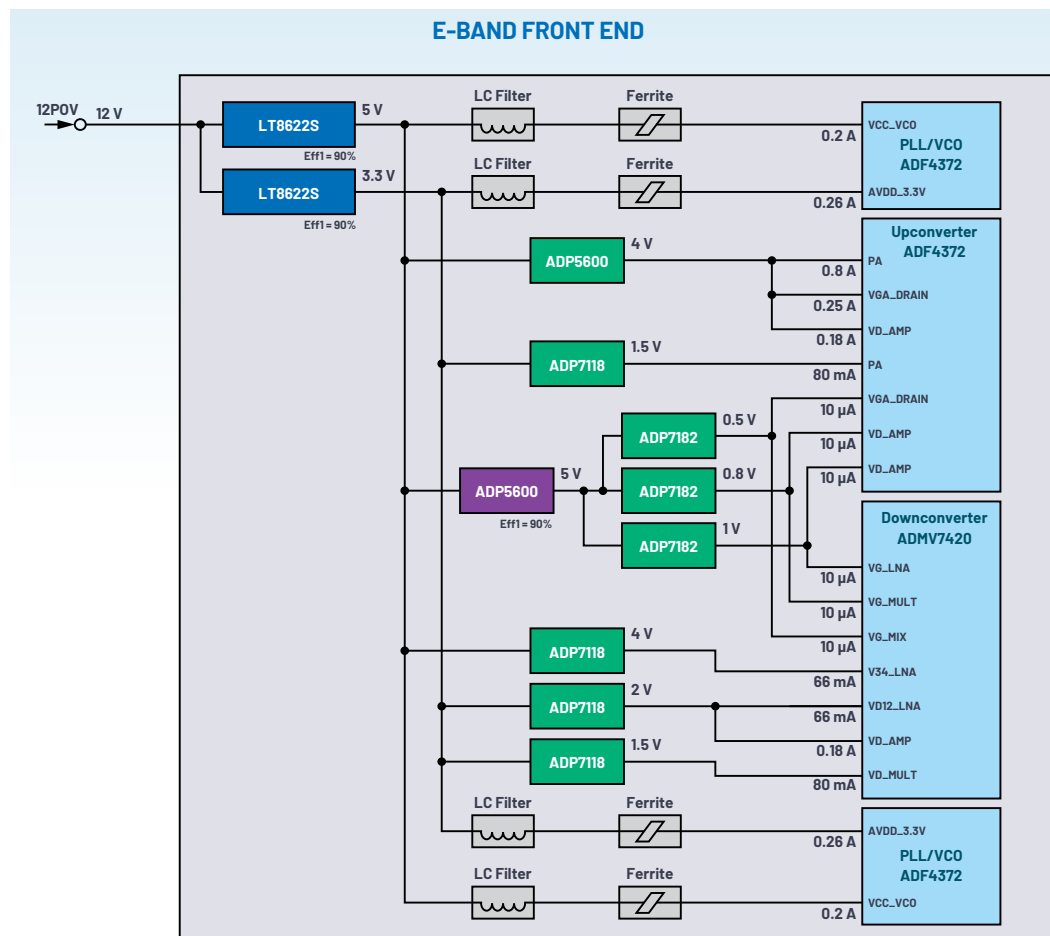 E-BAND FRONT END
12POV
12 V
LT8622S
5 V
Eff1 = 90%
LT8622S
3.3 V
Eff1 = 90%
LC Filter
Ferrite
LC Filter
Ferrite
VCC_VCO
0.2 A
PLL/VCO
ADF4372
AVDD_3.3V
0.26 A
Upconverter
ADF4372
ADP5600
4 V
PA
0.8 A
VGA_DRAIN
0.25 A
VD_AMP
0.18 A
ADP7118
1.5 V
PA
80 mA
VGA_DRAIN
10 µA
ADP7182
0.5 V
VD_AMP
10 µA
VD_AMP
10 µA
ADP5600
5 V
Eff1 = 90%
ADP7182
0.8 V
ADP7182
1 V
Downconverter
ADMV7420
VG_LNA
10 µA
VG_MULT
10 µA
VG_MIX
10 µA
ADP7118
4 V
V34_LNA
66 mA
ADP7118
2 V
VD12_LNA
66 mA
VD_AMP
0.18 A
ADP7118
1.5 V
VD_MULT
80 mA
LC Filter
Ferrite
AVDD_3.3V
0.26 A
PLL/VCO
ADF4372
LC Filter
Ferrite
VCC_VCO
0.2 A